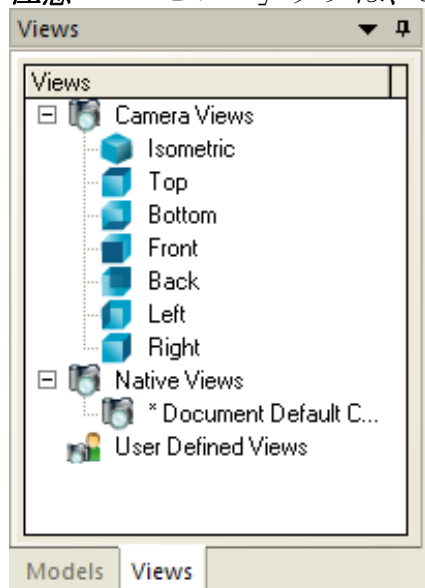 Views
Views
Camera Views
Isometric
Top
Bottom
Front
Back
Left
Right
Native Views
* Document Default C...
User Defined Views
Models Views